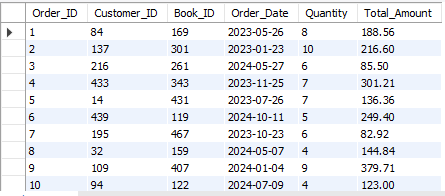 Order_ID Customer_ID Book_ID Order_Date Quantity Total_Amount
1 84 169 2023-05-26 8 188.56
2 137 301 2023-01-23 10 216.60
3 216 261 2024-05-27 6 85.50
4 433 343 2023-11-25 7 301.21
5 14 431 2023-07-26 7 136.36
6 439 119 2024-10-11 5 249.40
7 195 467 2023-10-23 6 82.92
8 32 159 2024-05-07 4 144.84
9 109 407 2024-01-04 9 379.71
10 94 122 2024-07-09 4 123.00